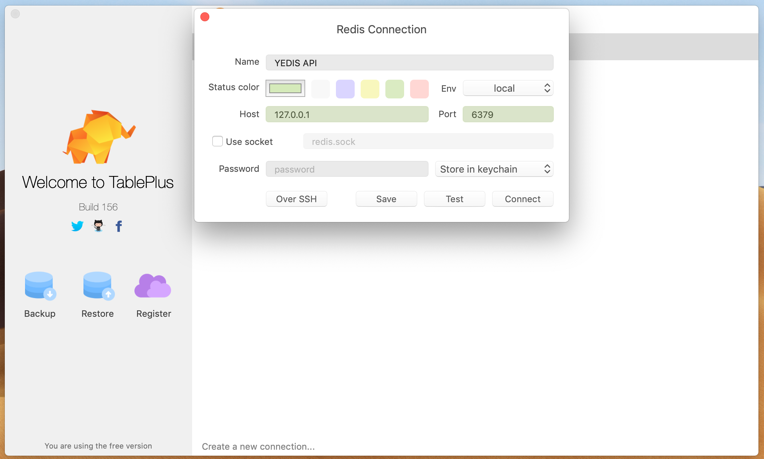 Redis Connection
Name YEDIS API
Status color Env local
Host 127.0.0.1 Port 6379
Use socket redis.sock
Password password Store in keychain
Over SSH Save Test Connect
Welcome to TablePlus
Build 156
Backup Restore Register
You are using the free version
Create a new connection...